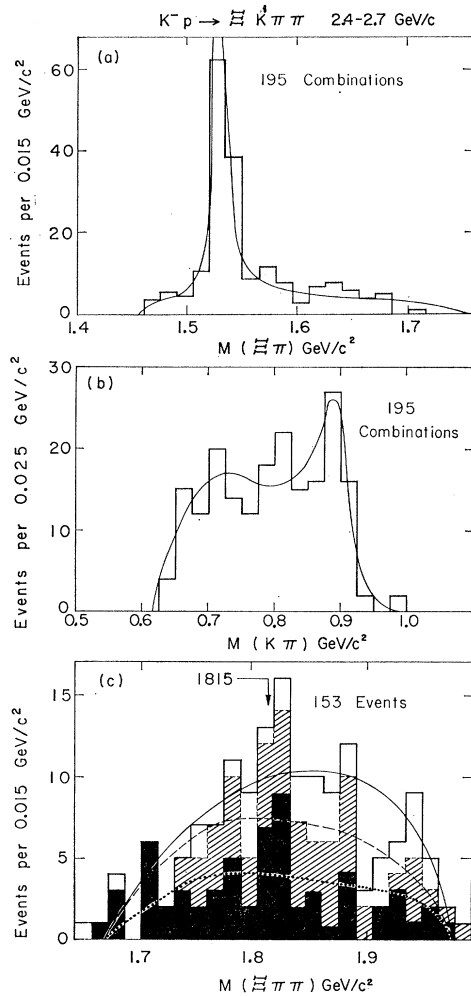 K⁻ p → Ξ K π π 2.4-2.7 GeV/c
(a)
195 Combinations
Events per 0.015 GeV/c²
60
40
20
0
1.4 1.5 1.6 1.7
M (Ξ π) GeV/c²
(b)
195
Combinations
Events per 0.025 GeV/c²
30
20
10
0
0.5 0.6 0.7 0.8 0.9 1.0
M (K π) GeV/c²
(c)
1815
153 Events
Events per 0.015 GeV/c²
15
10
5
0
1.7 1.8 1.9
M (Ξ π π) GeV/c²